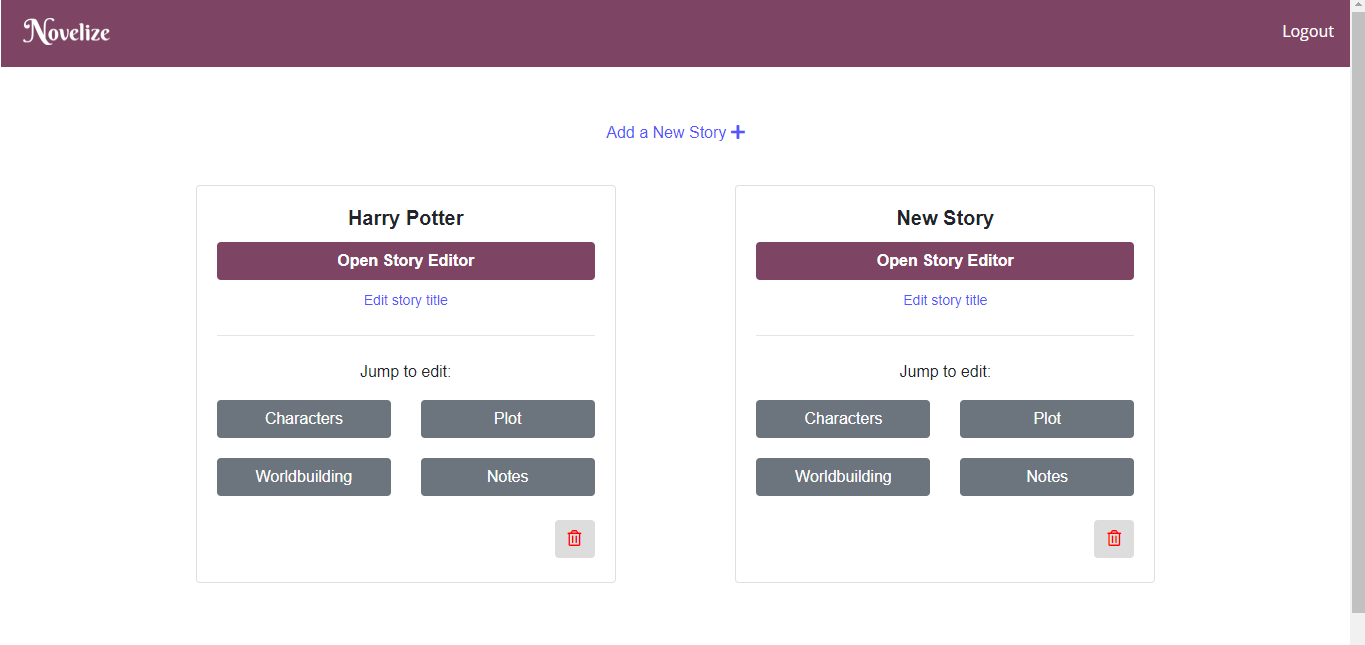 Novelize
Logout
Add a New Story
Harry Potter
Open Story Editor
Edit story title
Jump to edit:
Characters
Plot
Worldbuilding
Notes
New Story
Open Story Editor
Edit story title
Jump to edit:
Characters
Plot
Worldbuilding
Notes